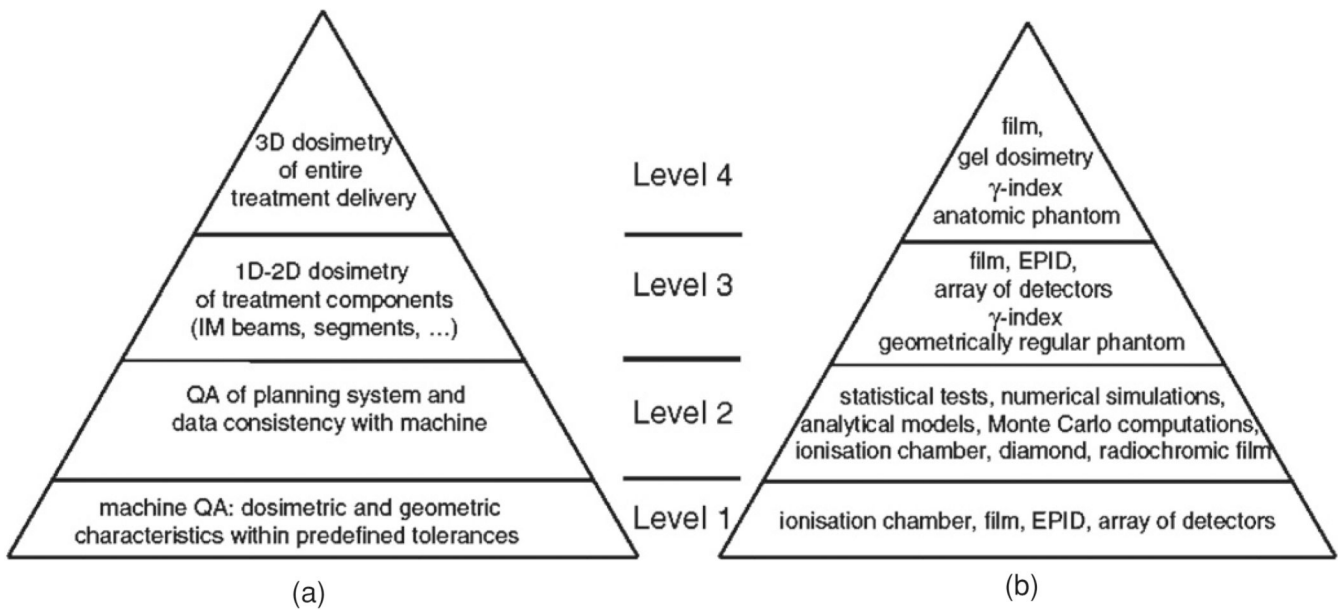 3D dosimetry
of entire
treatment delivery
1D-2D dosimetry
of treatment components
(IM beams, segments, ...)
QA of planning system and
data consistency with machine
machine QA: dosimetric and geometric
characteristics within predefined tolerances
(a)
Level 4
Level 3
Level 2
Level 1
film,
gel dosimetry
γ-index
anatomic phantom
film, EPID,
array of detectors
γ-index
geometrically regular phantom
statistical tests, numerical simulations,
analytical models, Monte Carlo computations,
ionisation chamber, diamond, radiochromic film
ionisation chamber, film, EPID, array of detectors
(b)